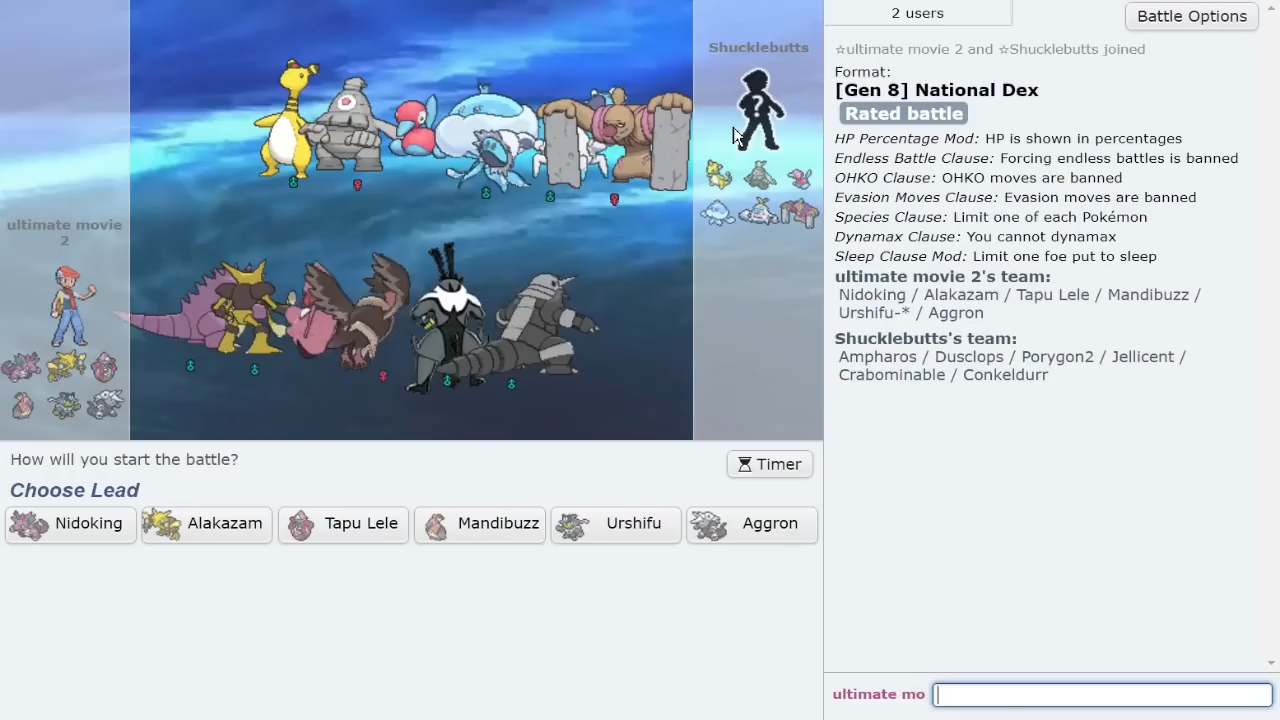 Shucklebutts
ultimate movie
2
How will you start the battle?
Timer
Choose Lead
Nidoking
Alakazam
Tapu Lele
Mandibuzz
Urshifu
Aggron
2 users
Battle Options
☆ultimate movie 2 and ☆Shucklebutts joined
Format:
[Gen 8] National Dex
Rated battle
HP Percentage Mod: HP is shown in percentages
Endless Battle Clause: Forcing endless battles is banned
OHKO Clause: OHKO moves are banned
Evasion Moves Clause: Evasion moves are banned
Species Clause: Limit one of each Pokémon
Dynamax Clause: You cannot dynamax
Sleep Clause Mod: Limit one foe put to sleep
ultimate movie 2's team:
Nidoking / Alakazam / Tapu Lele / Mandibuzz /
Urshifu-* / Aggron
Shucklebutts's team:
Ampharos / Dusclops / Porygon2 / Jellicent /
Crabominable / Conkeldurr
ultimate mo